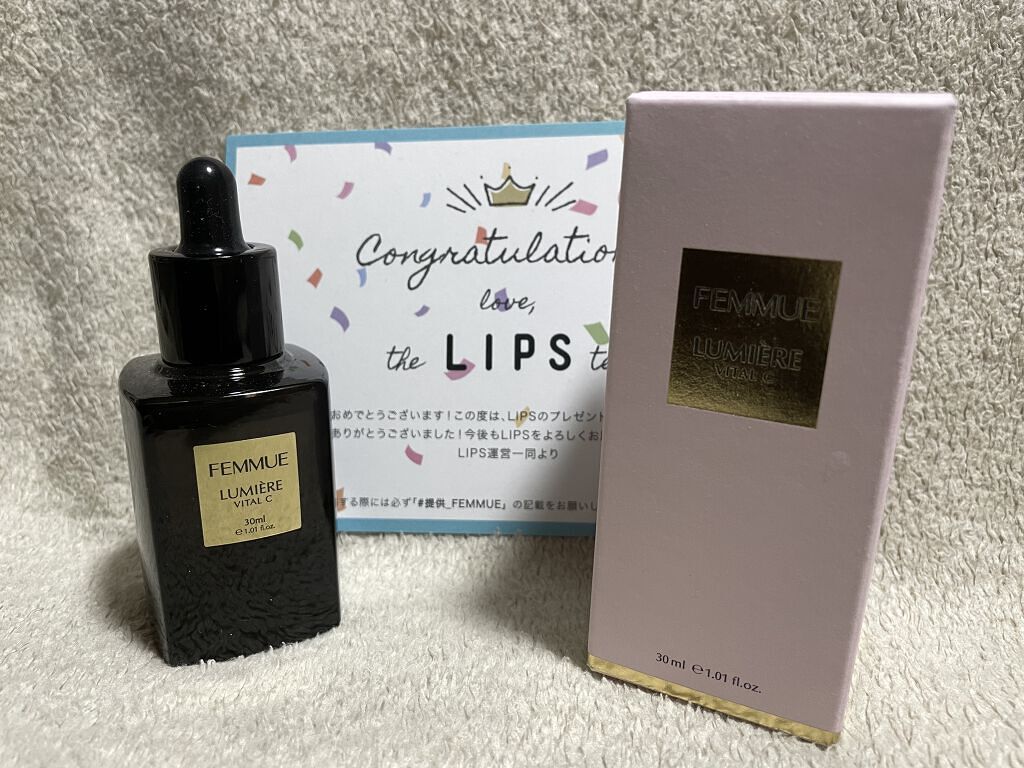 Congratulation
love,
the LIPS te
おめでとうございます!この度は、LIPSのプレゼント
ありがとうございました!今後もLIPSをよろしくお
LIPS運営一同より
する際には必ず「#提供_FEMMUE」の記載をお願いし
FEMMUE
LUMIÈRE
VITAL C
30ml
℮1.01 fl.oz.
FEMMUE
LUMIÈRE
VITAL C
30 ml ℮1.01 fl.oz.